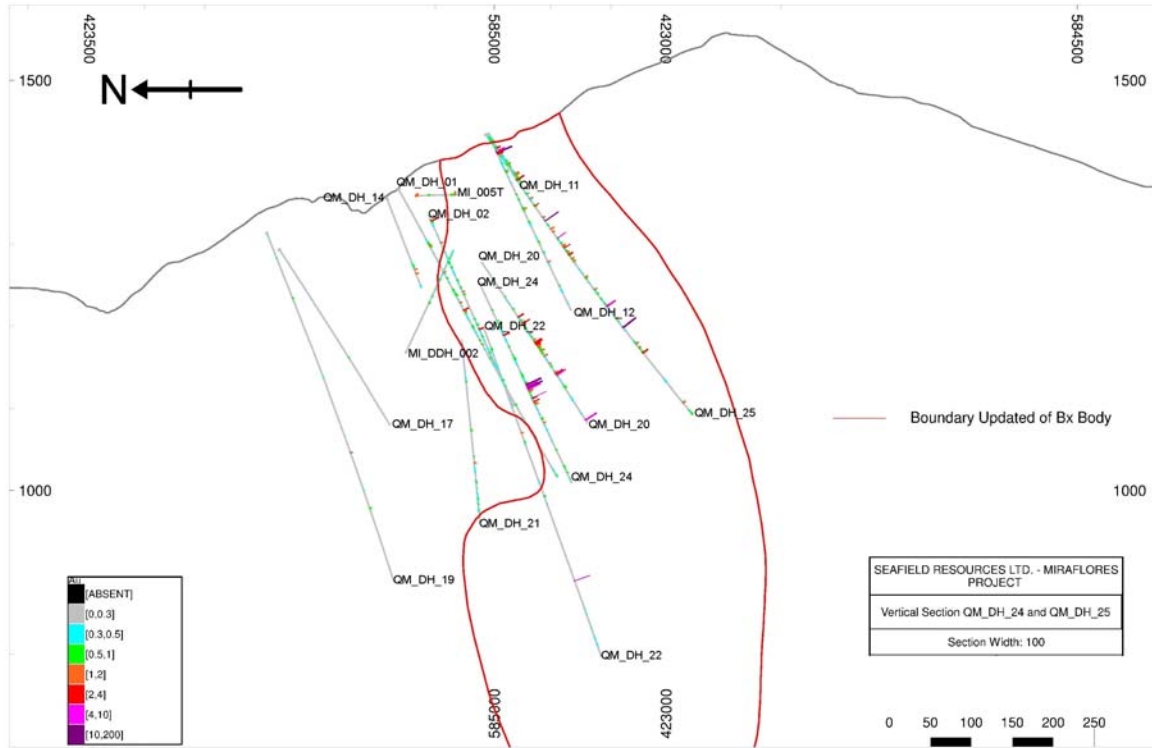 423500
585000
423000
584500
1500
1500
N
QM_DH_01
QM_DH_14
MI_005T
QM_DH_11
QM_DH_02
QM_DH_20
QM_DH_24
QM_DH_12
QM_DH_22
MI_DDH_002
QM_DH_17
QM_DH_20
QM_DH_25
Boundary Updated of Bx Body
QM_DH_24
1000
1000
QM_DH_21
QM_DH_19
QM_DH_22
Au
[ABSENT]
[0,0.3]
[0.3,0.5]
[0.5,1]
[1,2]
[2,4]
[4,10]
[10,200]
SEAFIELD RESOURCES LTD. - MIRAFLORES
PROJECT
Vertical Section QM_DH_24 and QM_DH_25
Section Width: 100
585000
423000
0 50 100 150 200 250